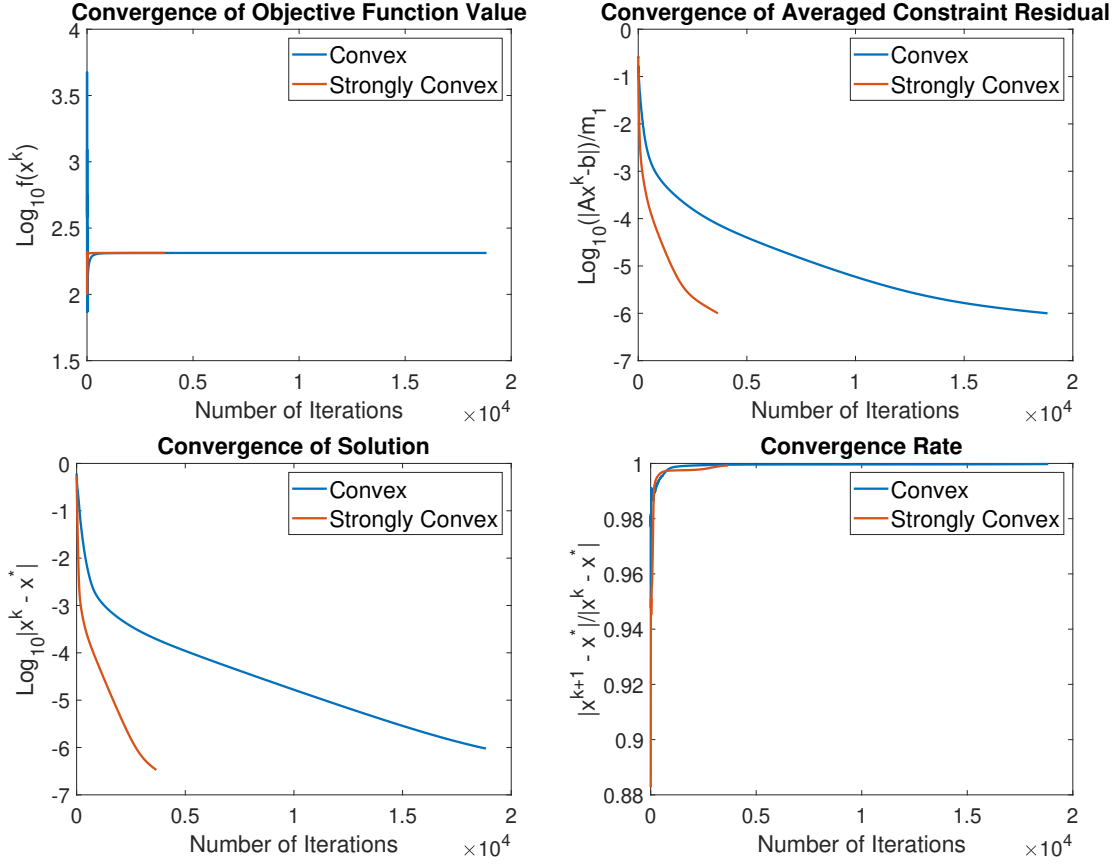 Convergence of Objective Function Value
4
3.5
3
2.5
2
1.5
Log10f(x^k)
Convex
Strongly Convex
0
0.5
1
1.5
2
×10^4
Number of Iterations
Convergence of Averaged Constraint Residual
0
-1
-2
-3
-4
-5
-6
-7
Log10(|Ax^k-b|)/m1
Convex
Strongly Convex
0
0.5
1
1.5
2
×10^4
Number of Iterations
Convergence of Solution
0
-1
-2
-3
-4
-5
-6
-7
Log10|x^k - x^*|
Convex
Strongly Convex
0
0.5
1
1.5
2
×10^4
Number of Iterations
Convergence Rate
1
0.98
0.96
0.94
0.92
0.9
0.88
|x^k+1 - x^*|/|x^k - x^*|
Convex
Strongly Convex
0
0.5
1
1.5
2
×10^4
Number of Iterations